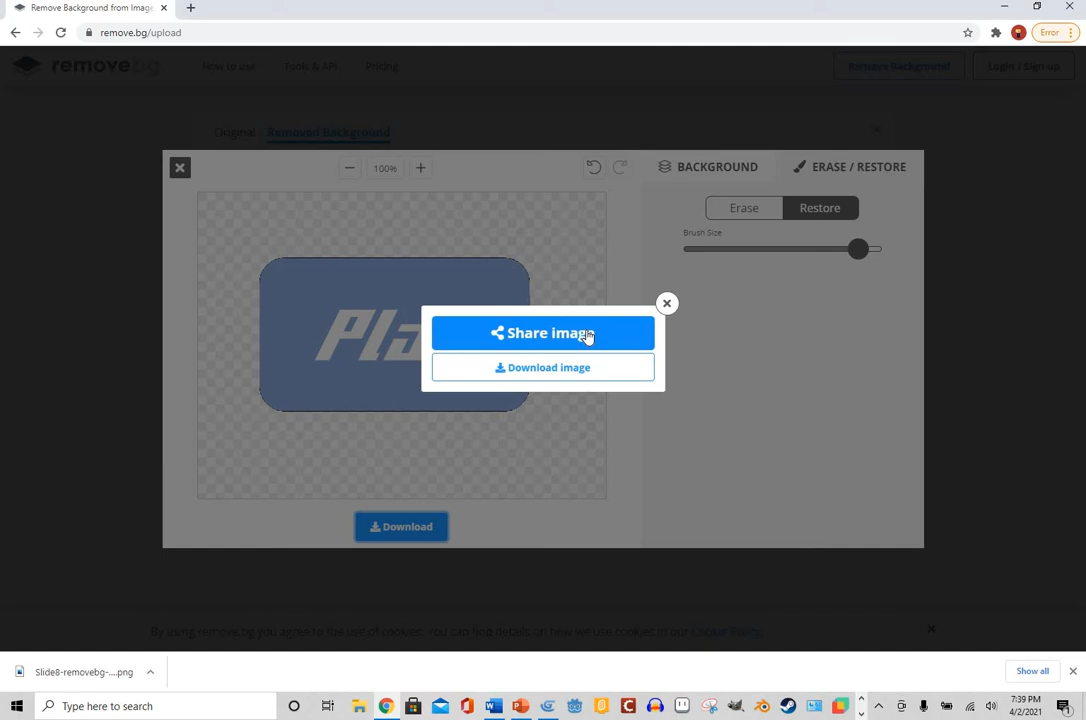 Remove Background from Image
remove.bg/upload
Error
removebg
How to use
Tools & API
Pricing
Remove Background
Login / Sign up
Original
Removed Background
100%
BACKGROUND
ERASE / RESTORE
Erase
Restore
Brush Size
Pla
Share image
Download image
Download
By using remove.bg you agree to the use of cookies. You can find details on how we use cookies in our Cookie Policy.
Slide8-removebg-....png
Show all
Type here to search
7:39 PM
4/2/2021
1